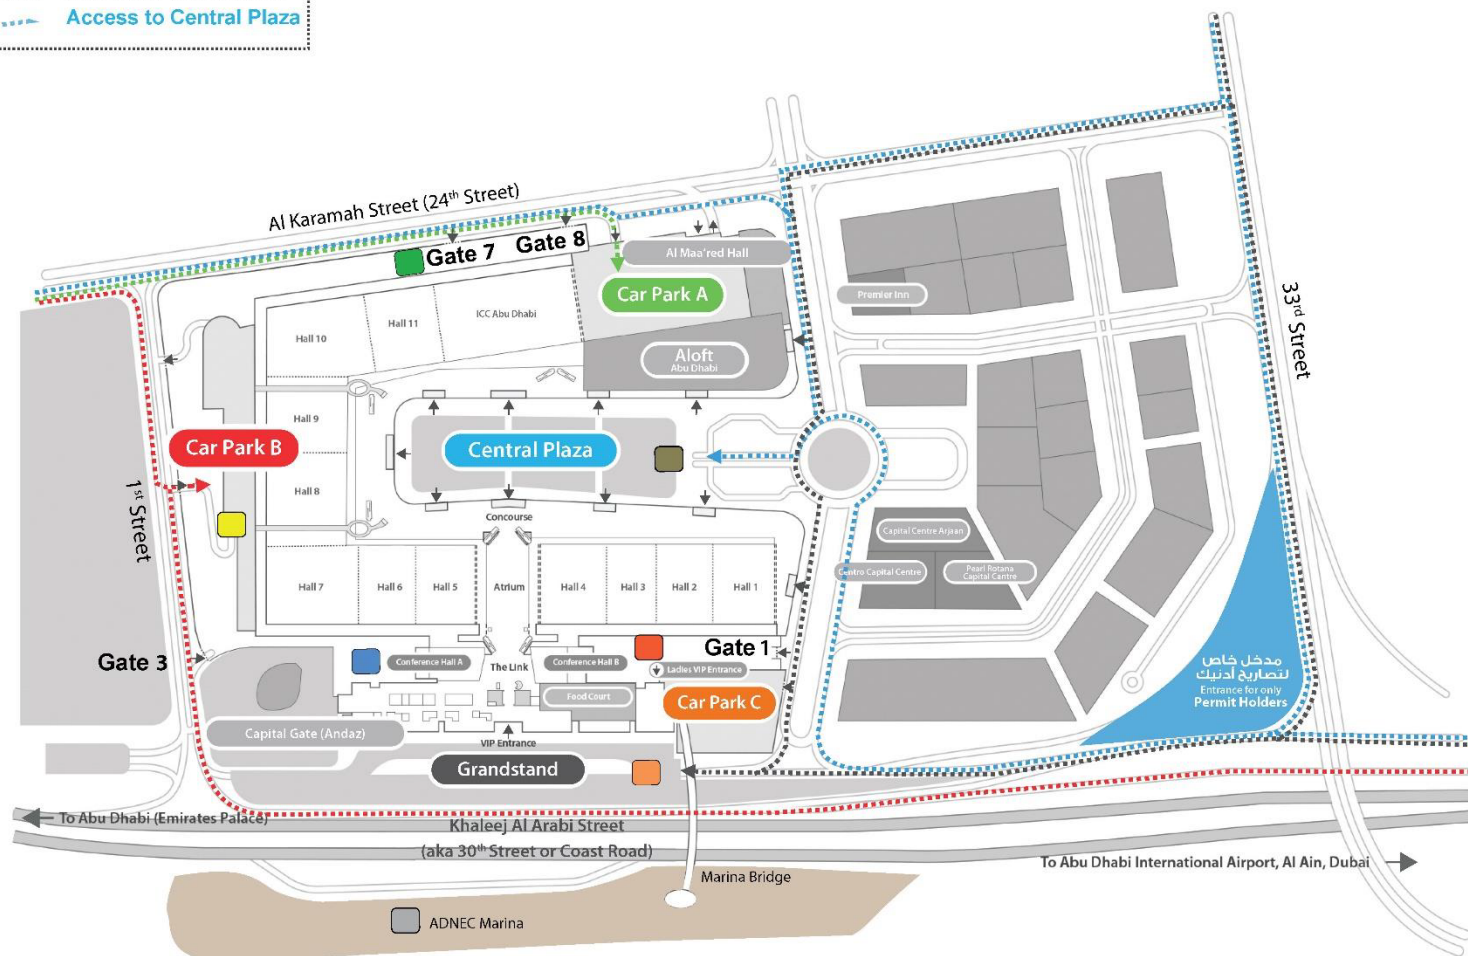 Access to Central Plaza
Al Karamah Street (24th Street)
Gate 7
Gate 8
Al Maa'red Hall
Car Park A
Premier Inn
33rd Street
Hall 10
Hall 11
ICC Abu Dhabi
Aloft
Abu Dhabi
Hall 9
Car Park B
Central Plaza
Hall 8
1st Street
Concourse
Capital Centre Arjaan
Centro Capital Centre
Pearl Rotana
Capital Cantre
Hall 7
Hall 6
Hall 5
Atrium
Hall 4
Hall 3
Hall 2
Hall 1
Gate 3
Conference Hall A
The Link
Conference Hall B
Gate 1
Ladies VIP Entrance
Food Court
Car Park C
مدخل خاص
لتصاريح أدنيك
Entrance for only
Permit Holders
Capital Gate (Andaz)
VIP Entrance
Grandstand
To Abu Dhabi (Emirates Palace)
Khaleej Al Arabi Street
(aka 30th Street or Coast Road)
To Abu Dhabi International Airport, Al Ain, Dubai
Marina Bridge
ADNEC Marina